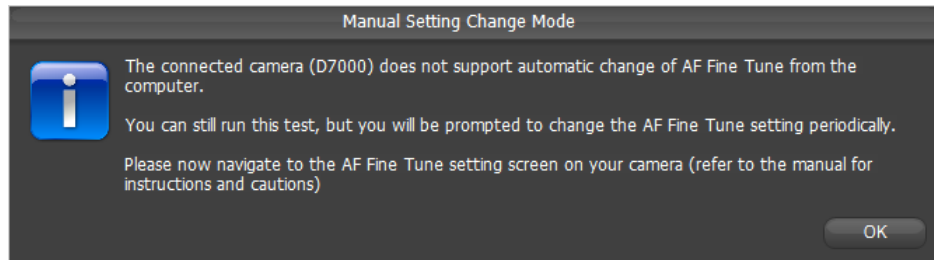 Manual Setting Change Mode
The connected camera (D7000) does not support automatic change of AF Fine Tune from the
computer.
You can still run this test, but you will be prompted to change the AF Fine Tune setting periodically.
Please now navigate to the AF Fine Tune setting screen on your camera (refer to the manual for
instructions and cautions)
OK